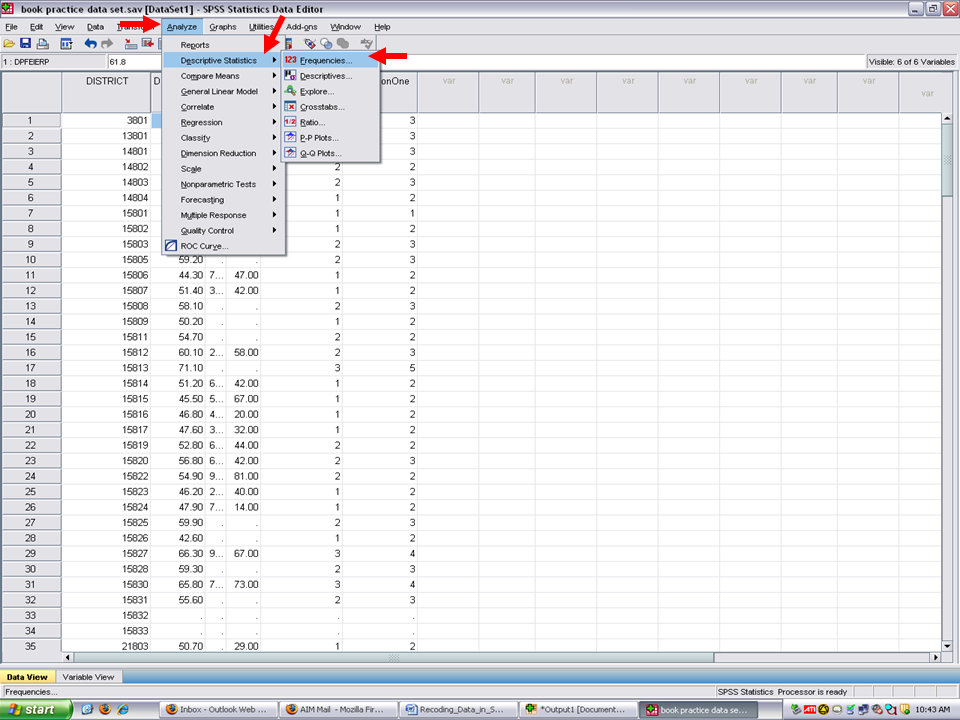 book practice data set.sav [DataSet1] - SPSS Statistics Data Editor
File Edit View Data Analyze Graphs Utilities Add-ons Window Help
1 : DPFEIERP 61.8 Visible: 6 of 6 Variables
Reports
Descriptive Statistics
Compare Means
General Linear Model
Correlate
Regression
Classify
Dimension Reduction
Scale
Nonparametric Tests
Forecasting
Multiple Response
Quality Control
ROC Curve...
123 Frequencies...
Descriptives...
Explore...
Crosstabs...
1/2 Ratio...
P-P Plots...
Q-Q Plots...
DISTRICT D onOne var var var var var var var var var
1 3801 3
2 13801 3
3 14801 3
4 14802 2 2
5 14803 2 3
6 14804 1 2
7 15801 1 1
8 15802 1 2
9 15803 2 3
10 15805 59.20 . . 2 3
11 15806 44.30 7... 47.00 1 2
12 15807 51.40 3... 42.00 1 2
13 15808 58.10 . . 2 3
14 15809 50.20 . . 1 2
15 15811 54.70 . . 2 2
16 15812 60.10 2... 58.00 2 3
17 15813 71.10 . . 3 5
18 15814 51.20 6... 42.00 1 2
19 15815 45.50 5... 67.00 1 2
20 15816 46.80 4... 20.00 1 2
21 15817 47.60 3... 32.00 1 2
22 15819 52.80 6... 44.00 2 2
23 15820 56.80 6... 42.00 2 3
24 15822 54.90 9... 81.00 2 2
25 15823 46.20 2... 40.00 1 2
26 15824 47.90 7... 14.00 1 2
27 15825 59.90 . . 2 3
28 15826 42.60 . . 1 2
29 15827 66.30 9... 67.00 3 4
30 15828 59.30 . . 2 3
31 15830 65.80 7... 73.00 3 4
32 15831 55.60 . . 2 3
33 15832 . . . . .
34 15833 . . . . .
35 21803 50.70 . 29.00 1 2
Data View Variable View
Frequencies... SPSS Statistics Processor is ready
start Inbox - Outlook Web ... AIM Mail - Mozilla Fir... Recoding_Data_in_S... *Output1 [Document... book practice data se... ATI 10:43 AM